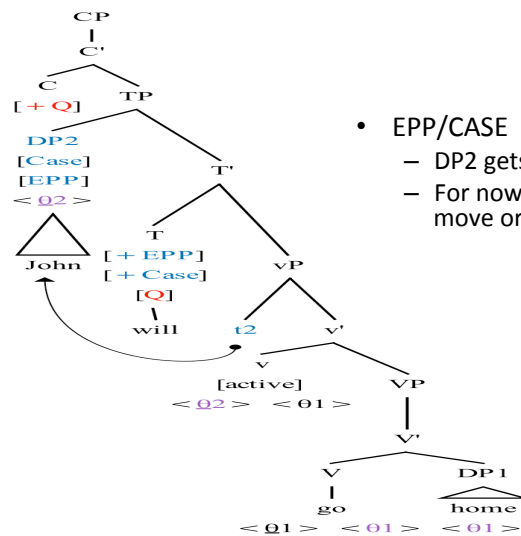 CP
C'
C TP
[+Q]
DP2 T'
[Case]
[EPP]
<θ2>
John
T vP
[+EPP]
[+Case]
[Q]
will
t2 v'
v VP
[active]
<θ2> <θ1>
V'
V DP1
go home
<θ1> <θ1> <θ1>
• EPP/CASE
– DP2 gets
– For now
move or